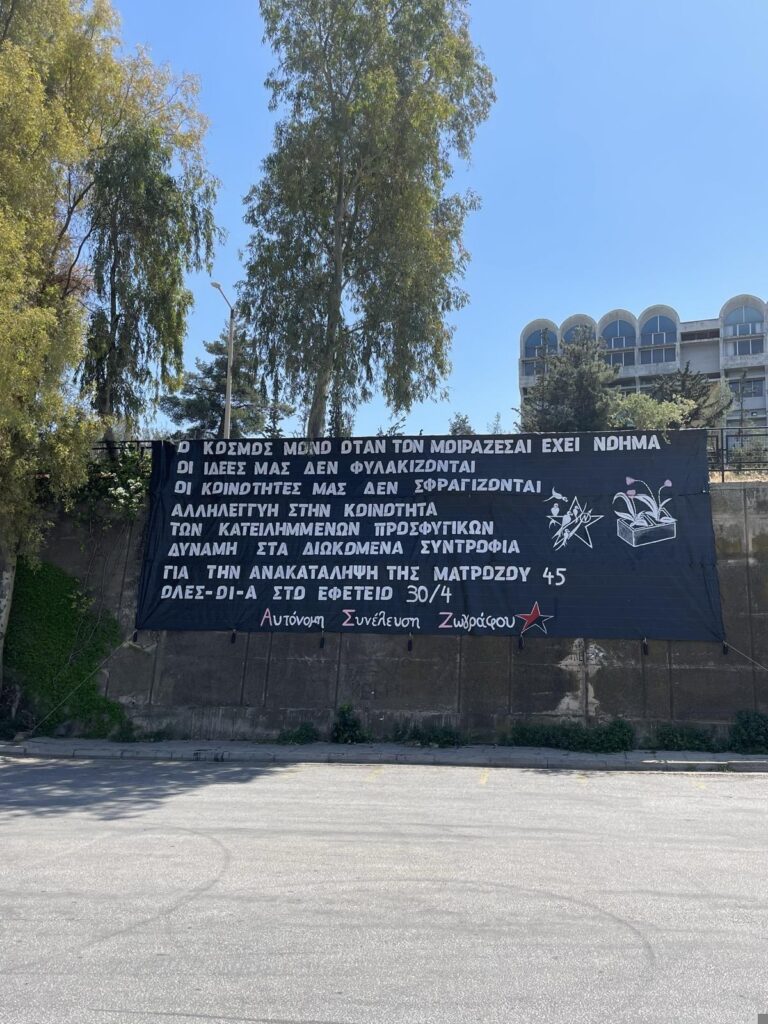 Ο ΚΟΣΜΟΣ ΜΟΝΟ ΟΤΑΝ ΤΟΝ ΜΟΙΡΑΖΕΣΑΙ ΕΧΕΙ ΝΟΗΜΑ
ΟΙ ΙΔΕΕΣ ΜΑΣ ΔΕΝ ΦΥΛΑΚΙΖΟΝΤΑΙ
ΟΙ ΚΟΙΝΟΤΗΤΕΣ ΜΑΣ ΔΕΝ ΣΦΡΑΓΙΖΟΝΤΑΙ
ΑΛΛΗΛΕΓΓΥΗ ΣΤΗΝ ΚΟΙΝΟΤΗΤΑ
ΤΩΝ ΚΑΤΕΙΛΗΜΜΕΝΩΝ ΠΡΟΣΦΥΓΙΚΩΝ
ΔΥΝΑΜΗ ΣΤΑ ΔΙΩΚΟΜΕΝΑ ΣΥΝΤΡΟΦΙΑ
ΓΙΑ ΤΗΝ ΑΝΑΚΑΤΑΛΗΨΗ ΤΗΣ ΜΑΤΡΟΖΟΥ 45
ΟΛΕΣ-ΟΙ-Α ΣΤΟ ΕΦΕΤΕΙΟ 30/4
Αυτόνομη Συνέλευση Ζωγράφου